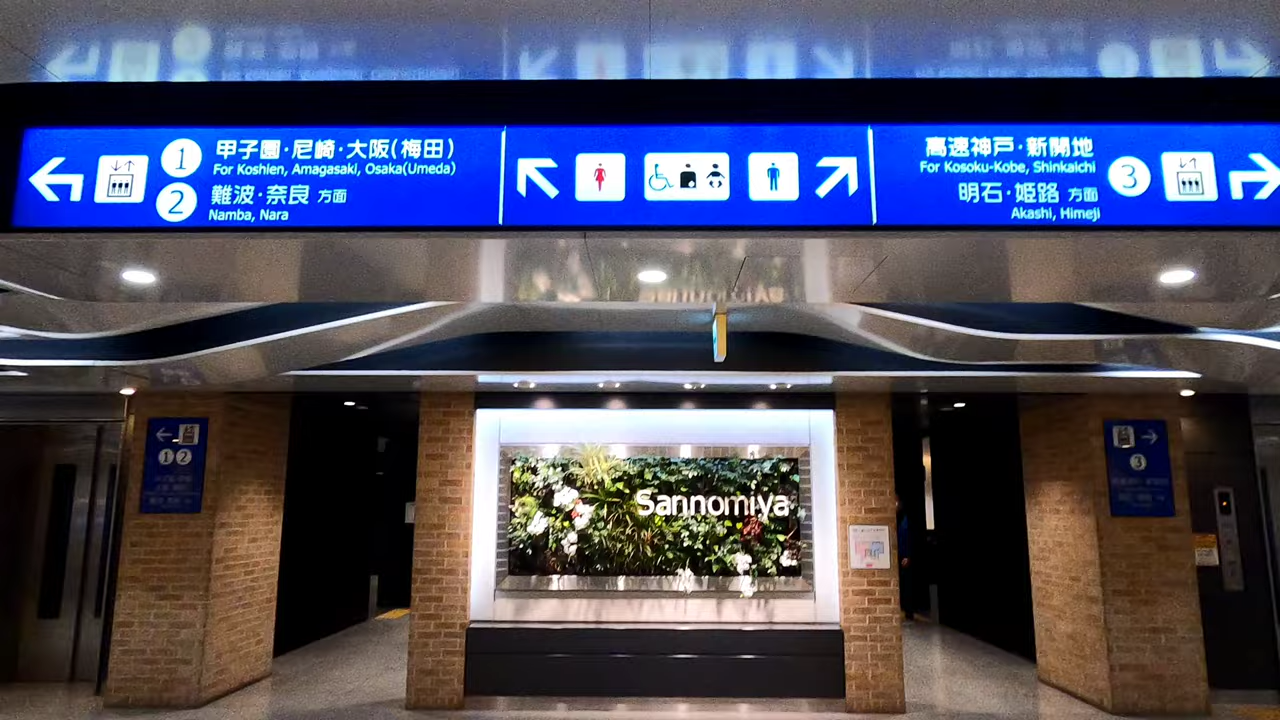 1 甲子園・尼崎・大阪(梅田)
For Koshien, Amagasaki, Osaka(Umeda)
2 難波・奈良 方面
Namba, Nara
高速神戸・新開地
For Kosoku-Kobe, Shinkaichi
3
明石・姫路 方面
Akashi, Himeji
1 2
Sannomiya
3